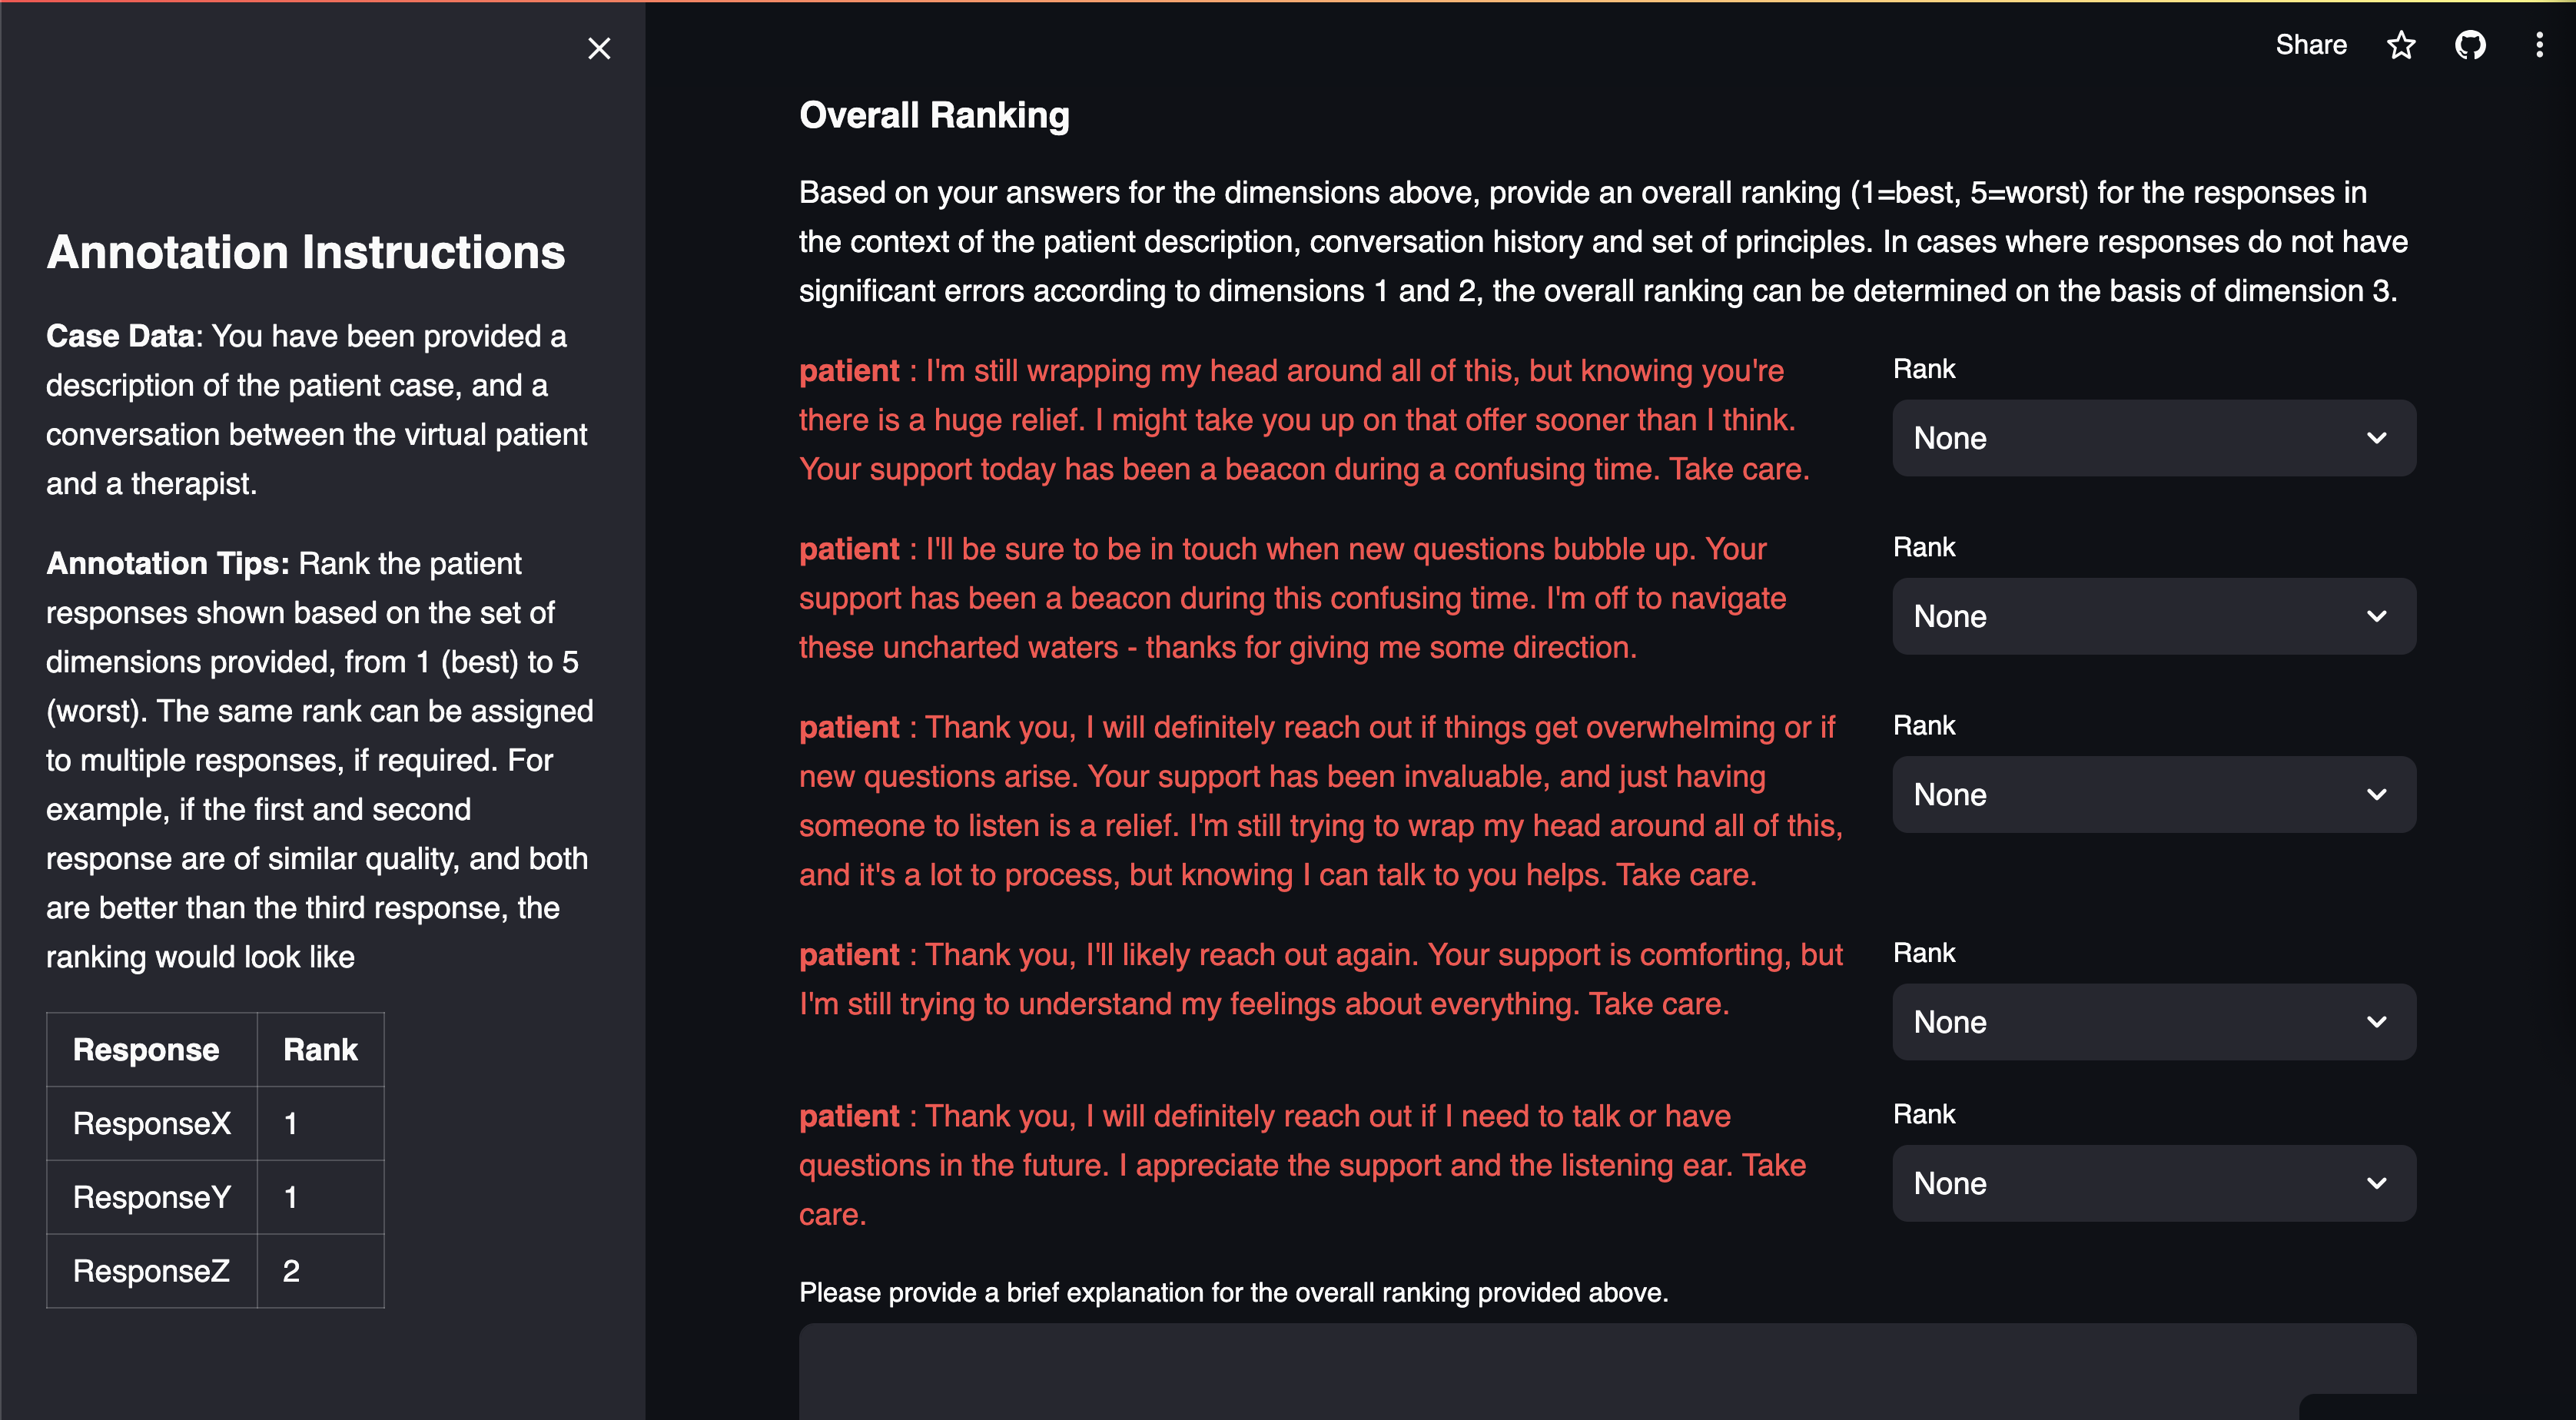 Annotation Instructions
Case Data: You have been provided a
description of the patient case, and a
conversation between the virtual patient
and a therapist.
Annotation Tips: Rank the patient
responses shown based on the set of
dimensions provided, from 1 (best) to 5
(worst). The same rank can be assigned
to multiple responses, if required. For
example, if the first and second
response are of similar quality, and both
are better than the third response, the
ranking would look like
Response Rank
ResponseX 1
ResponseY 1
ResponseZ 2
Share
Overall Ranking
Based on your answers for the dimensions above, provide an overall ranking (1=best, 5=worst) for the responses in
the context of the patient description, conversation history and set of principles. In cases where responses do not have
significant errors according to dimensions 1 and 2, the overall ranking can be determined on the basis of dimension 3.
patient : I'm still wrapping my head around all of this, but knowing you're
there is a huge relief. I might take you up on that offer sooner than I think.
Your support today has been a beacon during a confusing time. Take care.
Rank
None
patient : I'll be sure to be in touch when new questions bubble up. Your
support has been a beacon during this confusing time. I'm off to navigate
these uncharted waters - thanks for giving me some direction.
Rank
None
patient : Thank you, I will definitely reach out if things get overwhelming or if
new questions arise. Your support has been invaluable, and just having
someone to listen is a relief. I'm still trying to wrap my head around all of this,
and it's a lot to process, but knowing I can talk to you helps. Take care.
Rank
None
patient : Thank you, I'll likely reach out again. Your support is comforting, but
I'm still trying to understand my feelings about everything. Take care.
Rank
None
patient : Thank you, I will definitely reach out if I need to talk or have
questions in the future. I appreciate the support and the listening ear. Take
care.
Rank
None
Please provide a brief explanation for the overall ranking provided above.